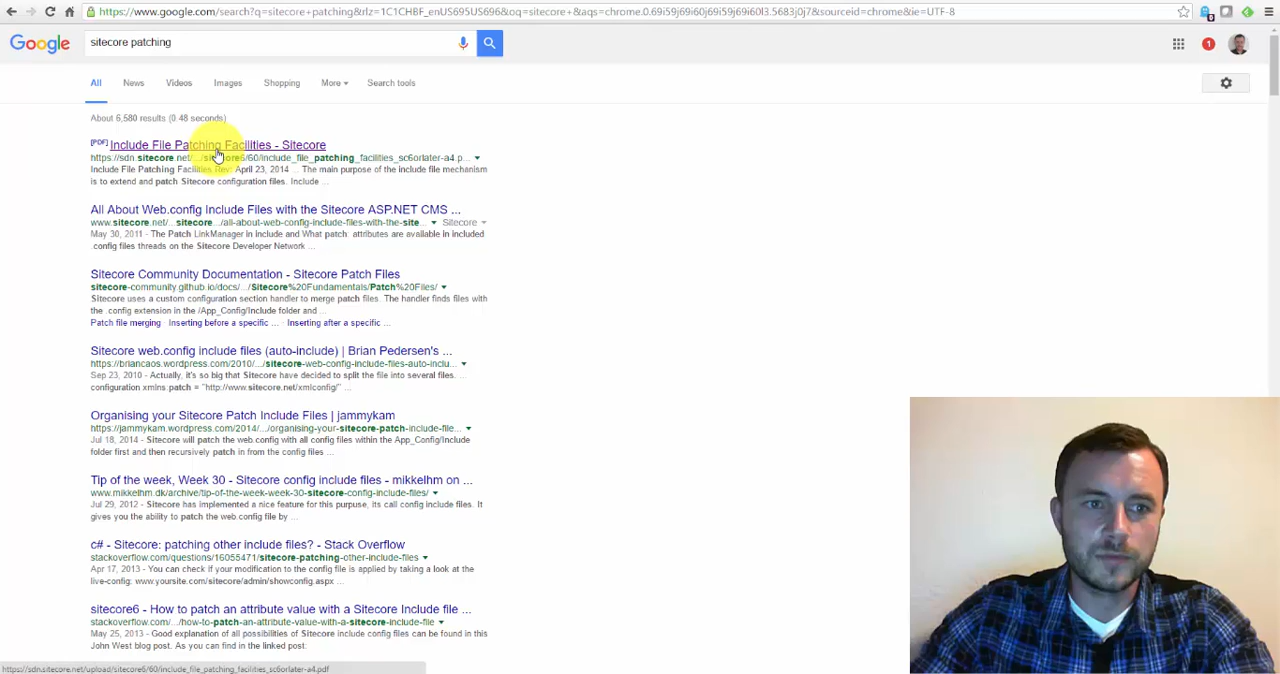 https://www.google.com/search?q=sitecore+patching&rlz=1C1CHBF_enUS695US696&oq=sitecore+&aqs=chrome.0.69i59j69i60j69i59j69i60l3.5683j0j7&sourceid=chrome&ie=UTF-8
Google sitecore patching 1
All News Videos Images Shopping More Search tools
About 6,580 results (0.48 seconds)
[PDF] Include File Patching Facilities - Sitecore
https://sdn.sitecore.net/.../sitecore6/60/include_file_patching_facilities_sc6orlater-a4.p...
Include File Patching Facilities Rev: April 23, 2014 ... The main purpose of the include file mechanism
is to extend and patch Sitecore configuration files. Include ...
All About Web.config Include Files with the Sitecore ASP.NET CMS ...
www.sitecore.net/...sitecore.../all-about-web-config-include-files-with-the-site... Sitecore
May 30, 2011 - The Patch LinkManager in include and What patch: attributes are available in included
.config files threads on the Sitecore Developer Network ...
Sitecore Community Documentation - Sitecore Patch Files
sitecore-community.github.io/docs/.../Sitecore%20Fundamentals/Patch%20Files/
Sitecore uses a custom configuration section handler to merge patch files. The handler finds files with
the .config extension in the /App_Config/Include folder and ...
Patch file merging · Inserting before a specific ... · Inserting after a specific ...
Sitecore web.config include files (auto-include) | Brian Pedersen's ...
https://briancaos.wordpress.com/2010/.../sitecore-web-config-include-files-auto-inclu...
Sep 23, 2010 - Actually, it's so big that Sitecore have decided to split the file into several files. ...
configuration xmlns:patch = "http://www.sitecore.net/xmlconfig/" ...
Organising your Sitecore Patch Include Files | jammykam
https://jammykam.wordpress.com/2014/.../organising-your-sitecore-patch-include-file...
Jul 18, 2014 - Sitecore will patch the web.config with all config files within the App_Config/Include
folder first and then recursively patch in from the config files ...
Tip of the week, Week 30 - Sitecore config include files - mikkelhm on ...
www.mikkelhm.dk/archive/tip-of-the-week-week-30-sitecore-config-include-files/
Jul 29, 2012 - Sitecore has implemented a nice feature for this purpuse, its call config include files. It
gives you the ability to patch the web.config file by ...
c# - Sitecore: patching other include files? - Stack Overflow
stackoverflow.com/questions/16055471/sitecore-patching-other-include-files
Apr 17, 2013 - You can check if your modification to the config file is applied by taking a look at the
live-config: www.yoursite.com/sitecore/admin/showconfig.aspx ...
sitecore6 - How to patch an attribute value with a Sitecore Include file ...
stackoverflow.com/.../how-to-patch-an-attribute-value-with-a-sitecore-include-file
May 25, 2013 - Good explanation of all possibilities of Sitecore include config files can be found in this
John West blog post. As you can find in the linked post:
https://sdn.sitecore.net/upload/sitecore6/60/include_file_patching_facilities_sc6orlater-a4.pdf